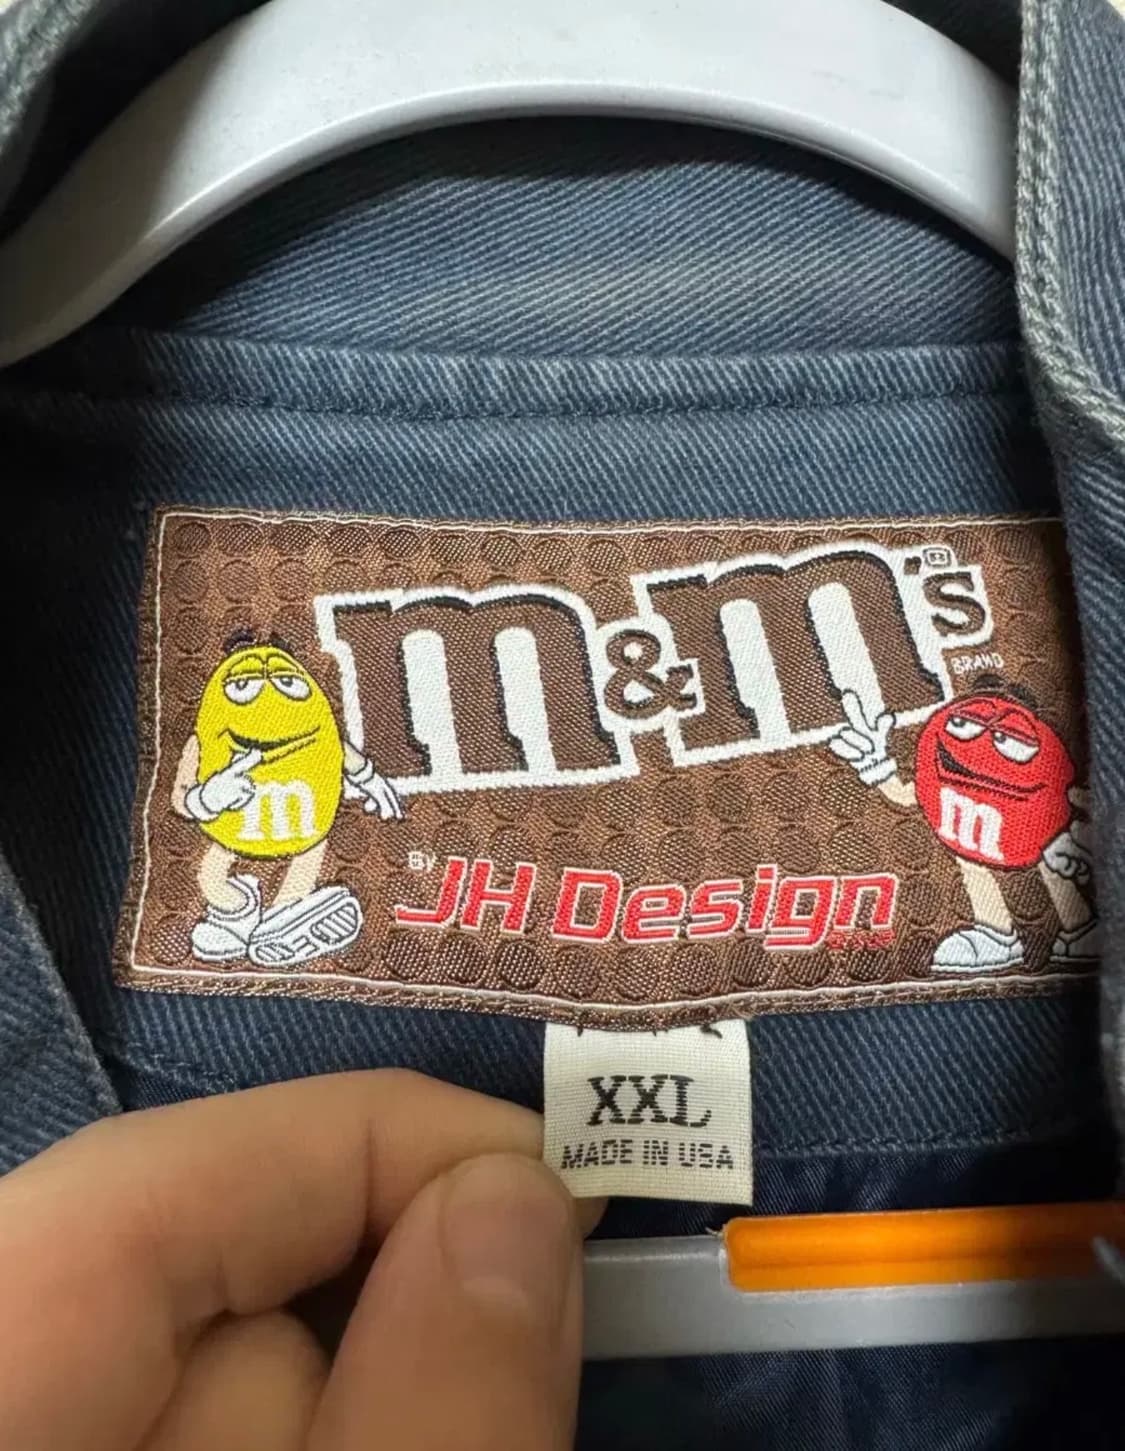 m&m's®
BRAND
m
m
By JH Design
XXL
MADE IN USA